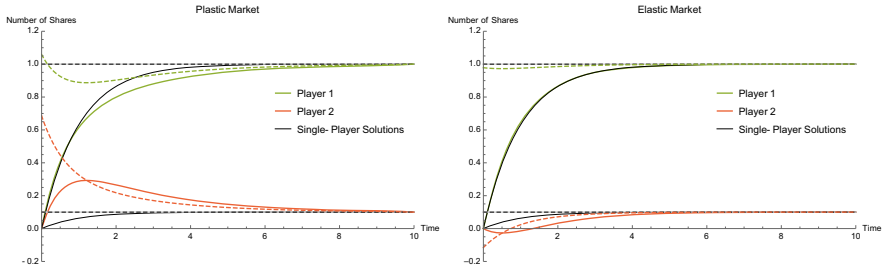 Plastic Market
Number of Shares
1.2
1.0
0.8
0.6
0.4
0.2
0.0
- 0.2
2
4
6
8
10
Time
Player 1
Player 2
Single- Player Solutions
Elastic Market
Number of Shares
1.2
1.0
0.8
0.6
0.4
0.2
0.0
−0.2
2
4
6
8
10
Time
Player 1
Player 2
Single- Player Solutions